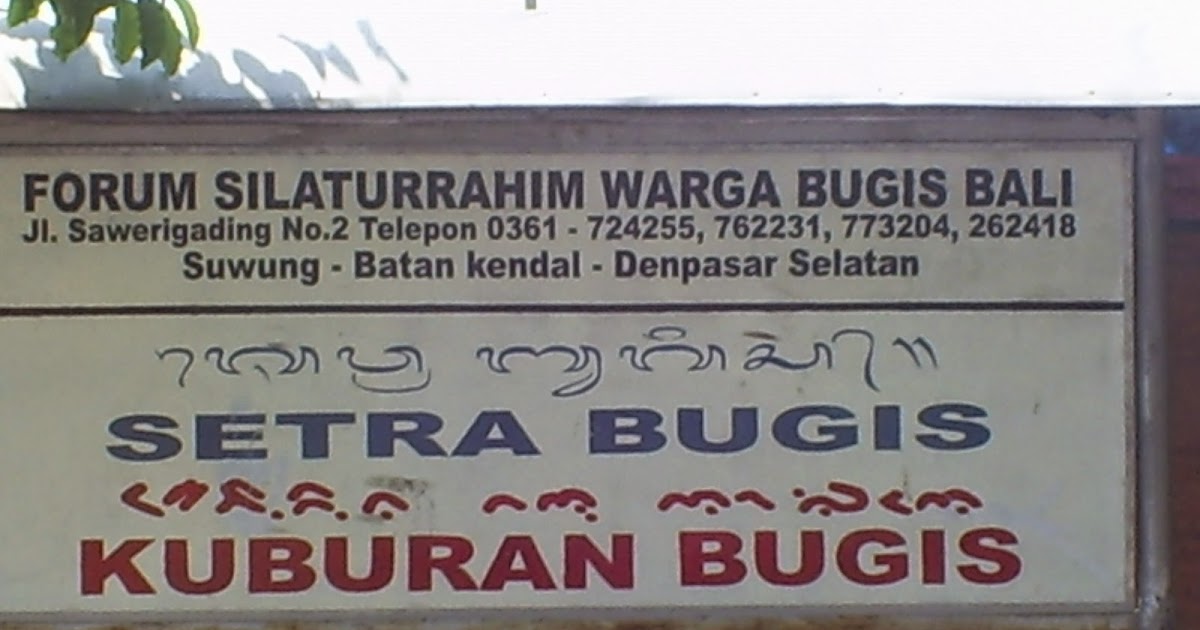 FORUM SILATURRAHIM WARGA BUGIS BALI
Jl. Sawerigading No.2 Telepon 0361 - 724255, 762231, 773204, 262418
Suwung - Batan kendal - Denpasar Selatan
SETRA BUGIS
KUBURAN BUGIS